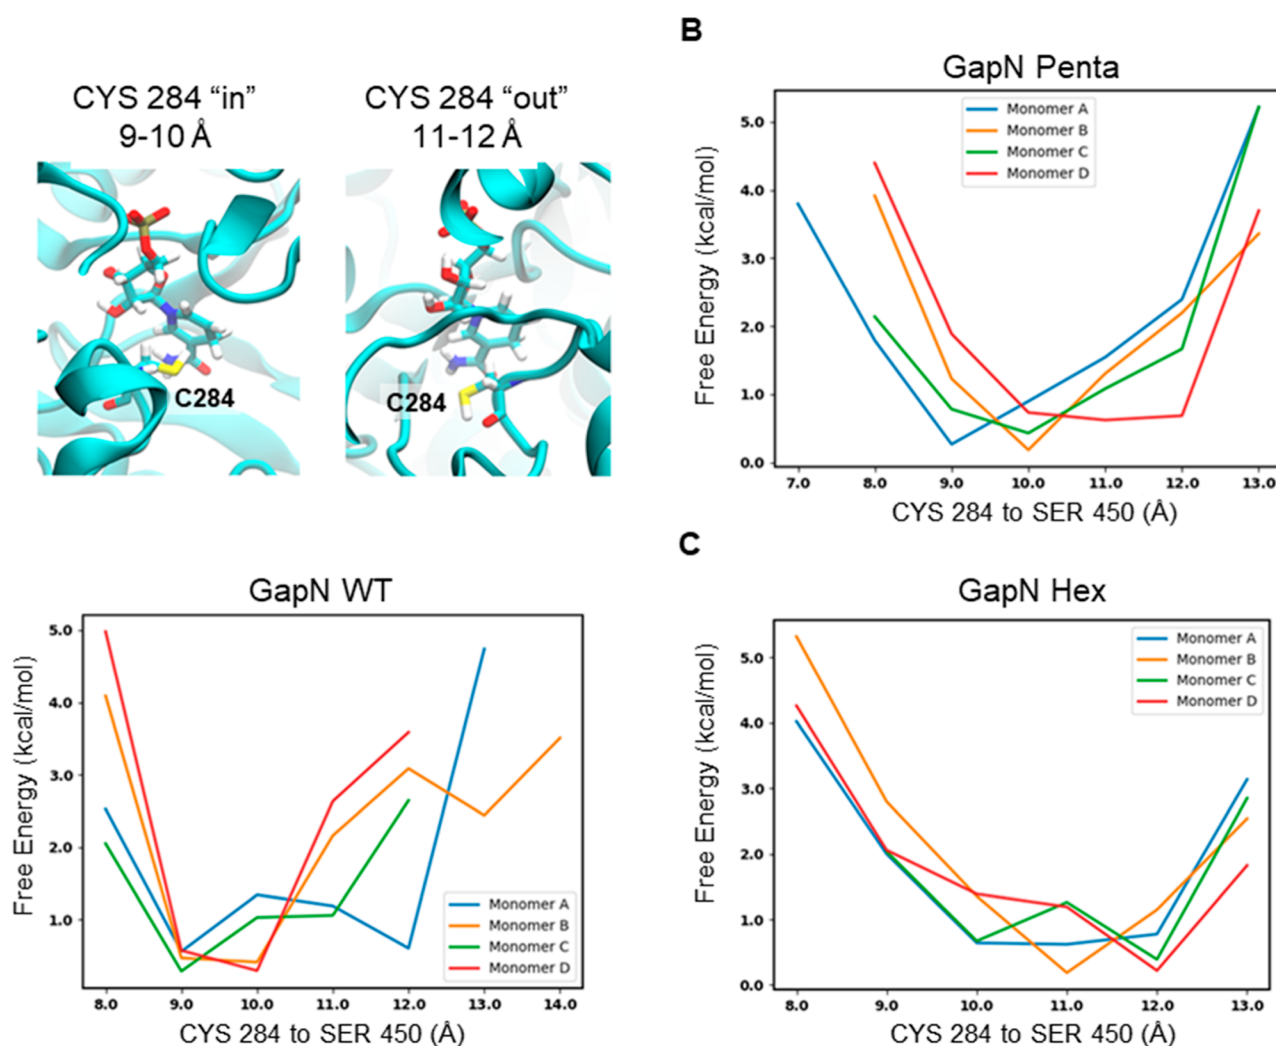 CYS 284 “in”
9-10 Å
CYS 284 “out”
11-12 Å
C284
C284
B
GapN Penta
Monomer A
Monomer B
Monomer C
Monomer D
Free Energy (kcal/mol)
5.0
4.0
3.0
2.0
1.0
0.0
7.0 8.0 9.0 10.0 11.0 12.0 13.0
CYS 284 to SER 450 (Å)
GapN WT
Free Energy (kcal/mol)
5.0
4.0
3.0
2.0
1.0
Monomer A
Monomer B
Monomer C
Monomer D
8.0 9.0 10.0 11.0 12.0 13.0 14.0
CYS 284 to SER 450 (Å)
C
GapN Hex
Monomer A
Monomer B
Monomer C
Monomer D
Free Energy (kcal/mol)
5.0
4.0
3.0
2.0
1.0
0.0
8.0 9.0 10.0 11.0 12.0 13.0
CYS 284 to SER 450 (Å)